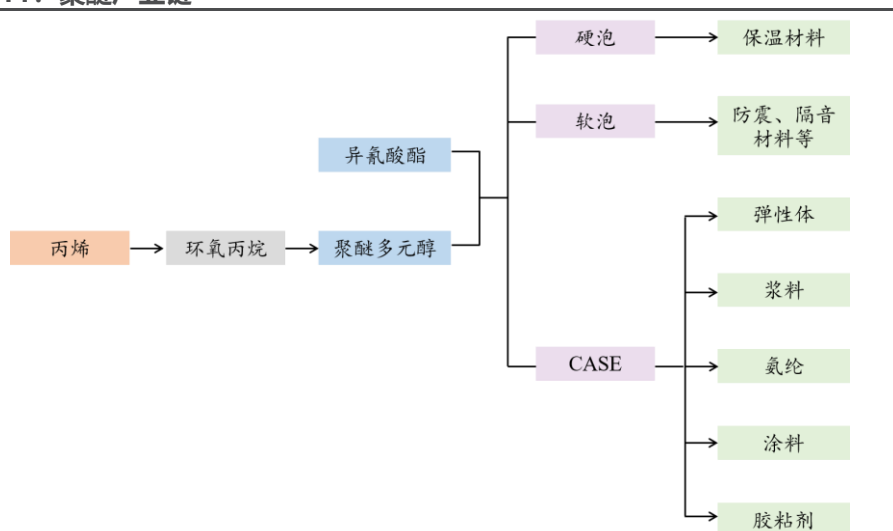 硬泡
保温材料
软泡
防震、隔音
材料等
异氰酸酯
丙烯
环氧丙烷
聚醚多元醇
弹性体
浆料
CASE
氨纶
涂料
胶粘剂